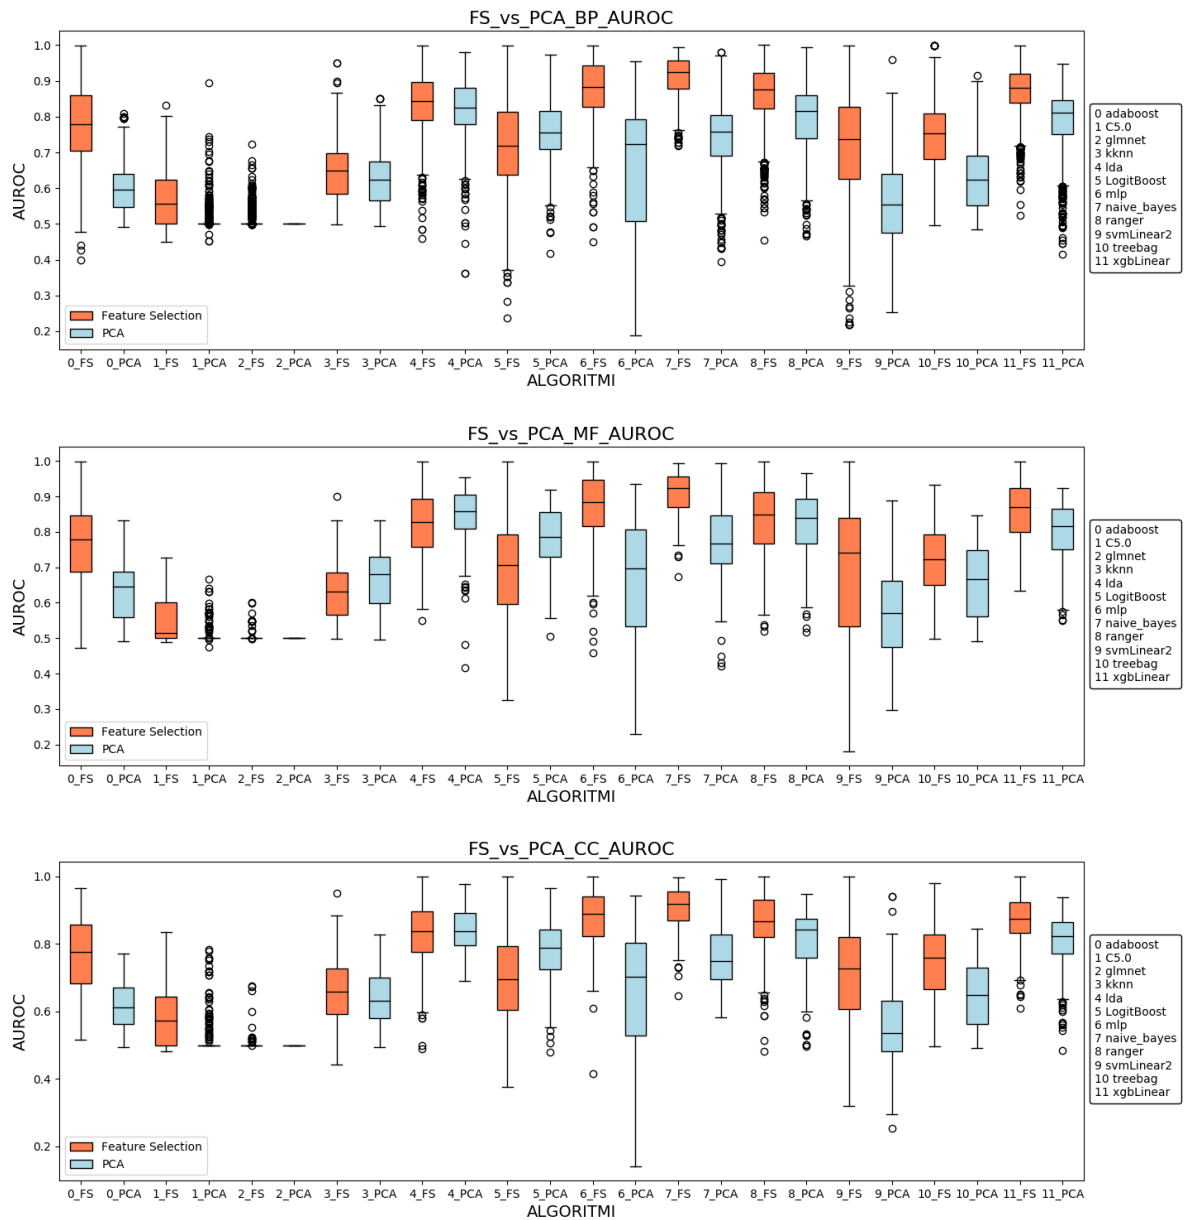 FS_vs_PCA_BP_AUROC
AUROC
1.0
0.9
0.8
0.7
0.6
0.5
0.4
0.3
0.2
Feature Selection
PCA
0_FS 0_PCA 1_FS 1_PCA 2_FS 2_PCA 3_FS 3_PCA 4_FS 4_PCA 5_FS 5_PCA 6_FS 6_PCA 7_FS 7_PCA 8_FS 8_PCA 9_FS 9_PCA 10_FS 10_PCA 11_FS 11_PCA
ALGORITMI
0 adaboost
1 C5.0
2 glmnet
3 kknn
4 lda
5 LogitBoost
6 mlp
7 naive_bayes
8 ranger
9 svmLinear2
10 treebag
11 xgbLinear
FS_vs_PCA_MF_AUROC
AUROC
1.0
0.9
0.8
0.7
0.6
0.5
0.4
0.3
0.2
Feature Selection
PCA
0_FS 0_PCA 1_FS 1_PCA 2_FS 2_PCA 3_FS 3_PCA 4_FS 4_PCA 5_FS 5_PCA 6_FS 6_PCA 7_FS 7_PCA 8_FS 8_PCA 9_FS 9_PCA 10_FS 10_PCA 11_FS 11_PCA
ALGORITMI
0 adaboost
1 C5.0
2 glmnet
3 kknn
4 lda
5 LogitBoost
6 mlp
7 naive_bayes
8 ranger
9 svmLinear2
10 treebag
11 xgbLinear
FS_vs_PCA_CC_AUROC
AUROC
1.0
0.8
0.6
0.4
0.2
Feature Selection
PCA
0_FS 0_PCA 1_FS 1_PCA 2_FS 2_PCA 3_FS 3_PCA 4_FS 4_PCA 5_FS 5_PCA 6_FS 6_PCA 7_FS 7_PCA 8_FS 8_PCA 9_FS 9_PCA 10_FS 10_PCA 11_FS 11_PCA
ALGORITMI
0 adaboost
1 C5.0
2 glmnet
3 kknn
4 lda
5 LogitBoost
6 mlp
7 naive_bayes
8 ranger
9 svmLinear2
10 treebag
11 xgbLinear